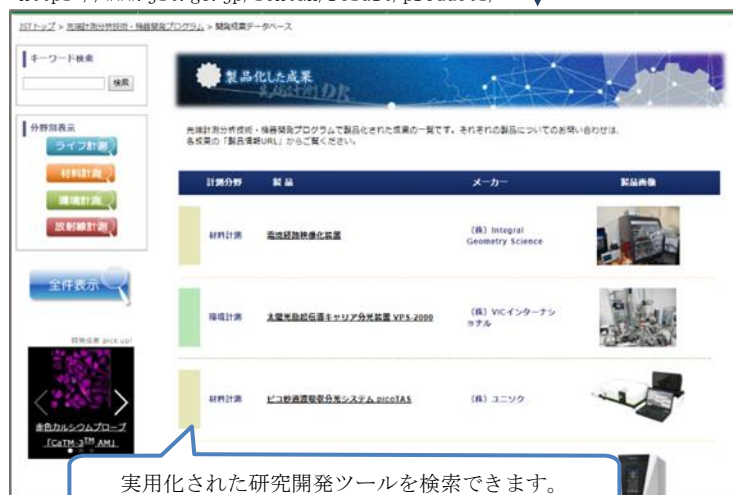 JSTトップ > 先端計測分析技術・機器開発プログラム > 開発成果データベース
キーワード検索
検索
分野別表示
ライフ計測
材料計測
環境計測
放射線計測
全件表示
開発成果 pick up!
赤色カルシウムプローブ
「CaTM-3™ AM」
製品化した成果
先端計測分析技術・機器開発プログラムで製品化された成果の一覧です。それぞれの製品についてのお問い合わせは、
各成果の「製品情報URL」からご覧ください。
計測分野 製品 メーカー 製品画像
材料計測 電流経路映像化装置 (株) Integral
Geometry Science
環境計測 太陽光励起伝導キャリア分光装置 VPS-2000 (株) VICインターナショ
ナル
材料計測 ピコ秒過渡吸収分光システム picoTAS (株) ユニソク
実用化された研究開発ツールを検索できます。